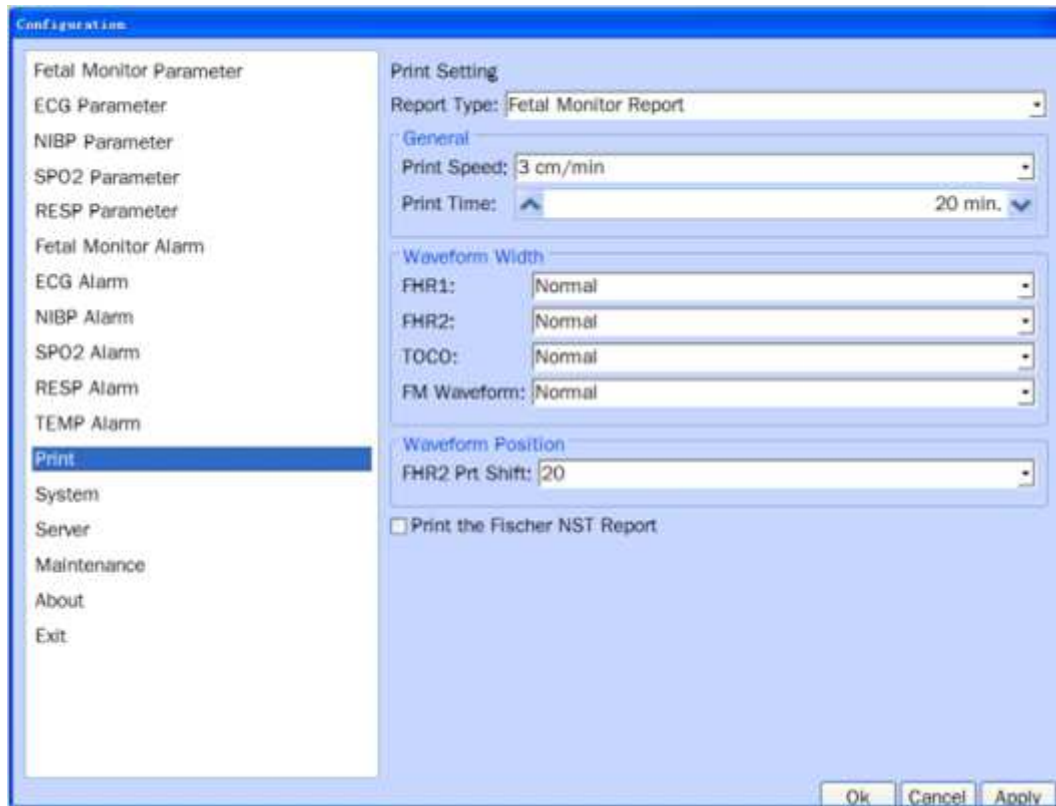 Configuration
Fetal Monitor Parameter
ECG Parameter
NIBP Parameter
SPO2 Parameter
RESP Parameter
Fetal Monitor Alarm
ECG Alarm
NIBP Alarm
SPO2 Alarm
RESP Alarm
TEMP Alarm
Print
System
Server
Maintenance
About
Exit
Print Setting
Report Type: Fetal Monitor Report
General
Print Speed: 3 cm/min
Print Time: 20 min.
Waveform Width
FHR1: Normal
FHR2: Normal
TOCO: Normal
FM Waveform: Normal
Waveform Position
FHR2 Prt Shift: 20
Print the Fischer NST Report
Ok Cancel Apply